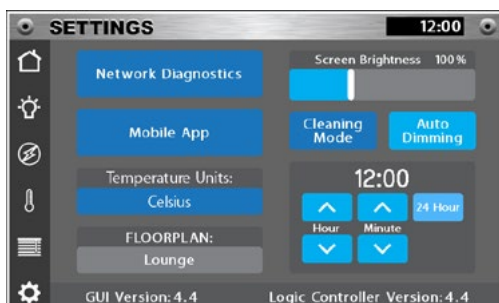 SETTINGS 12:00
Network Diagnostics
Screen Brightness 100%
Mobile App
Cleaning Mode
Auto Dimming
Temperature Units:
Celsius
12:00
24 Hour
Hour Minute
FLOORPLAN:
Lounge
GUI Version: 4.4 Logic Controller Version: 4.4